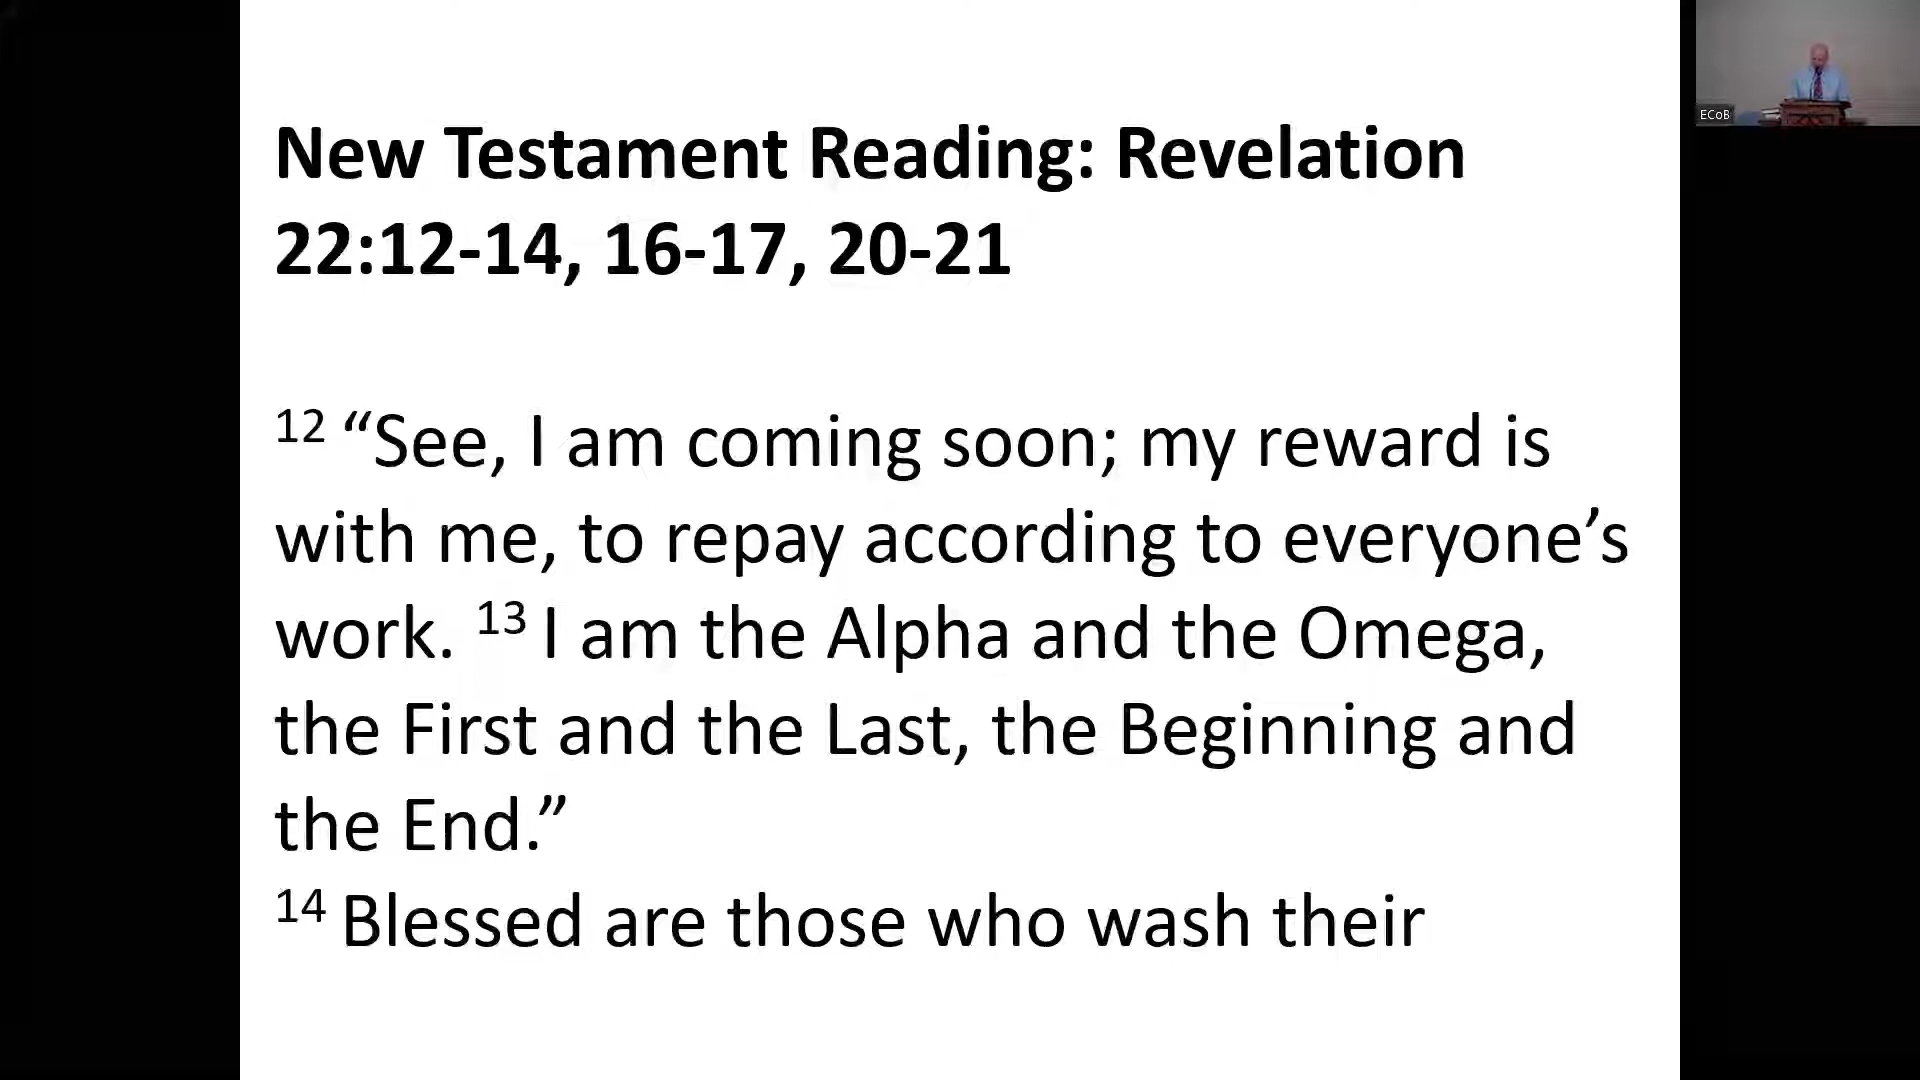 New Testament Reading: Revelation
22:12-14, 16-17, 20-21
12 “See, I am coming soon; my reward is
with me, to repay according to everyone’s
work. 13 I am the Alpha and the Omega,
the First and the Last, the Beginning and
the End.”
14 Blessed are those who wash their
ECoB